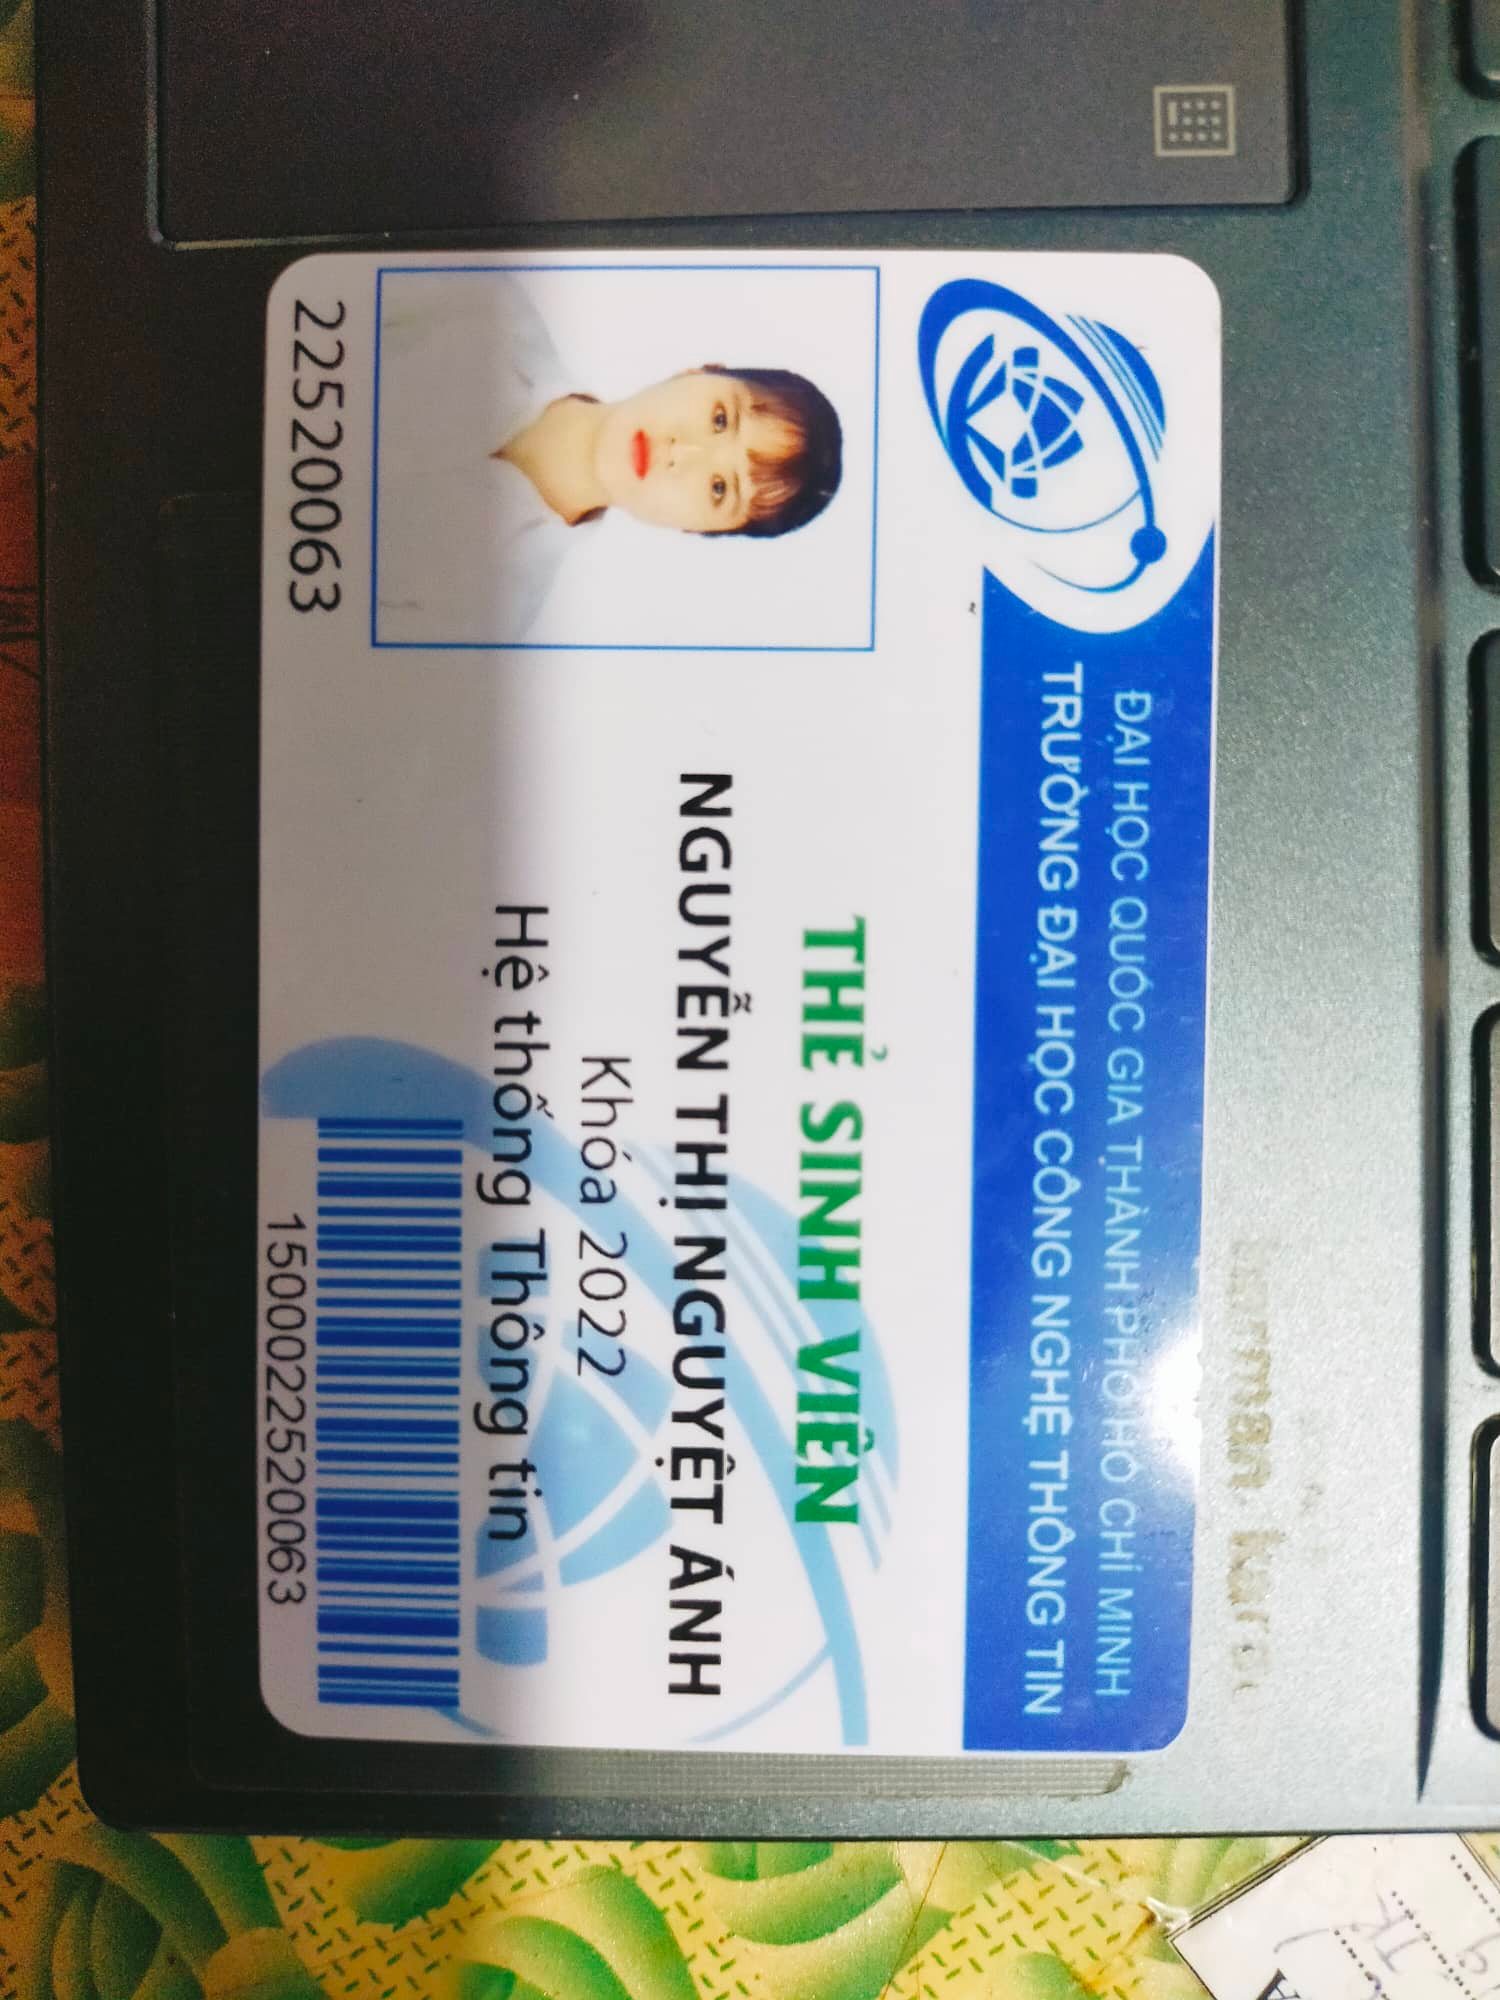 ĐẠI HỌC QUỐC GIA THÀNH PHỐ HỒ CHÍ MINH
TRƯỜNG ĐẠI HỌC CÔNG NGHỆ THÔNG TIN
THẺ SINH VIÊN
NGUYỄN THỊ NGUYỆT ÁNH
Khóa 2022
Hệ thống Thông tin
22520063
1500022520063
harman